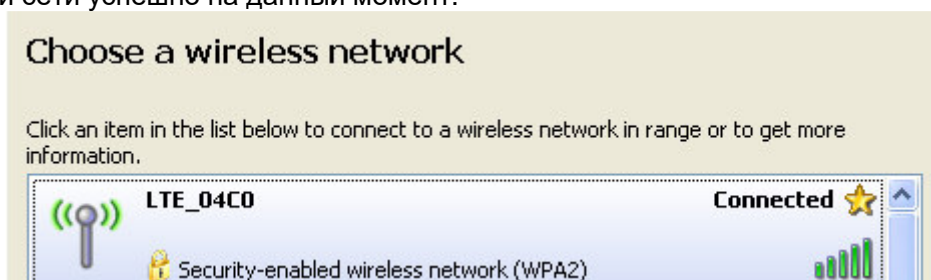 сети успешно на данный момент.
Choose a wireless network
Click an item in the list below to connect to a wireless network in range or to get more
information.
LTE_04C0 Connected
Security-enabled wireless network (WPA2)